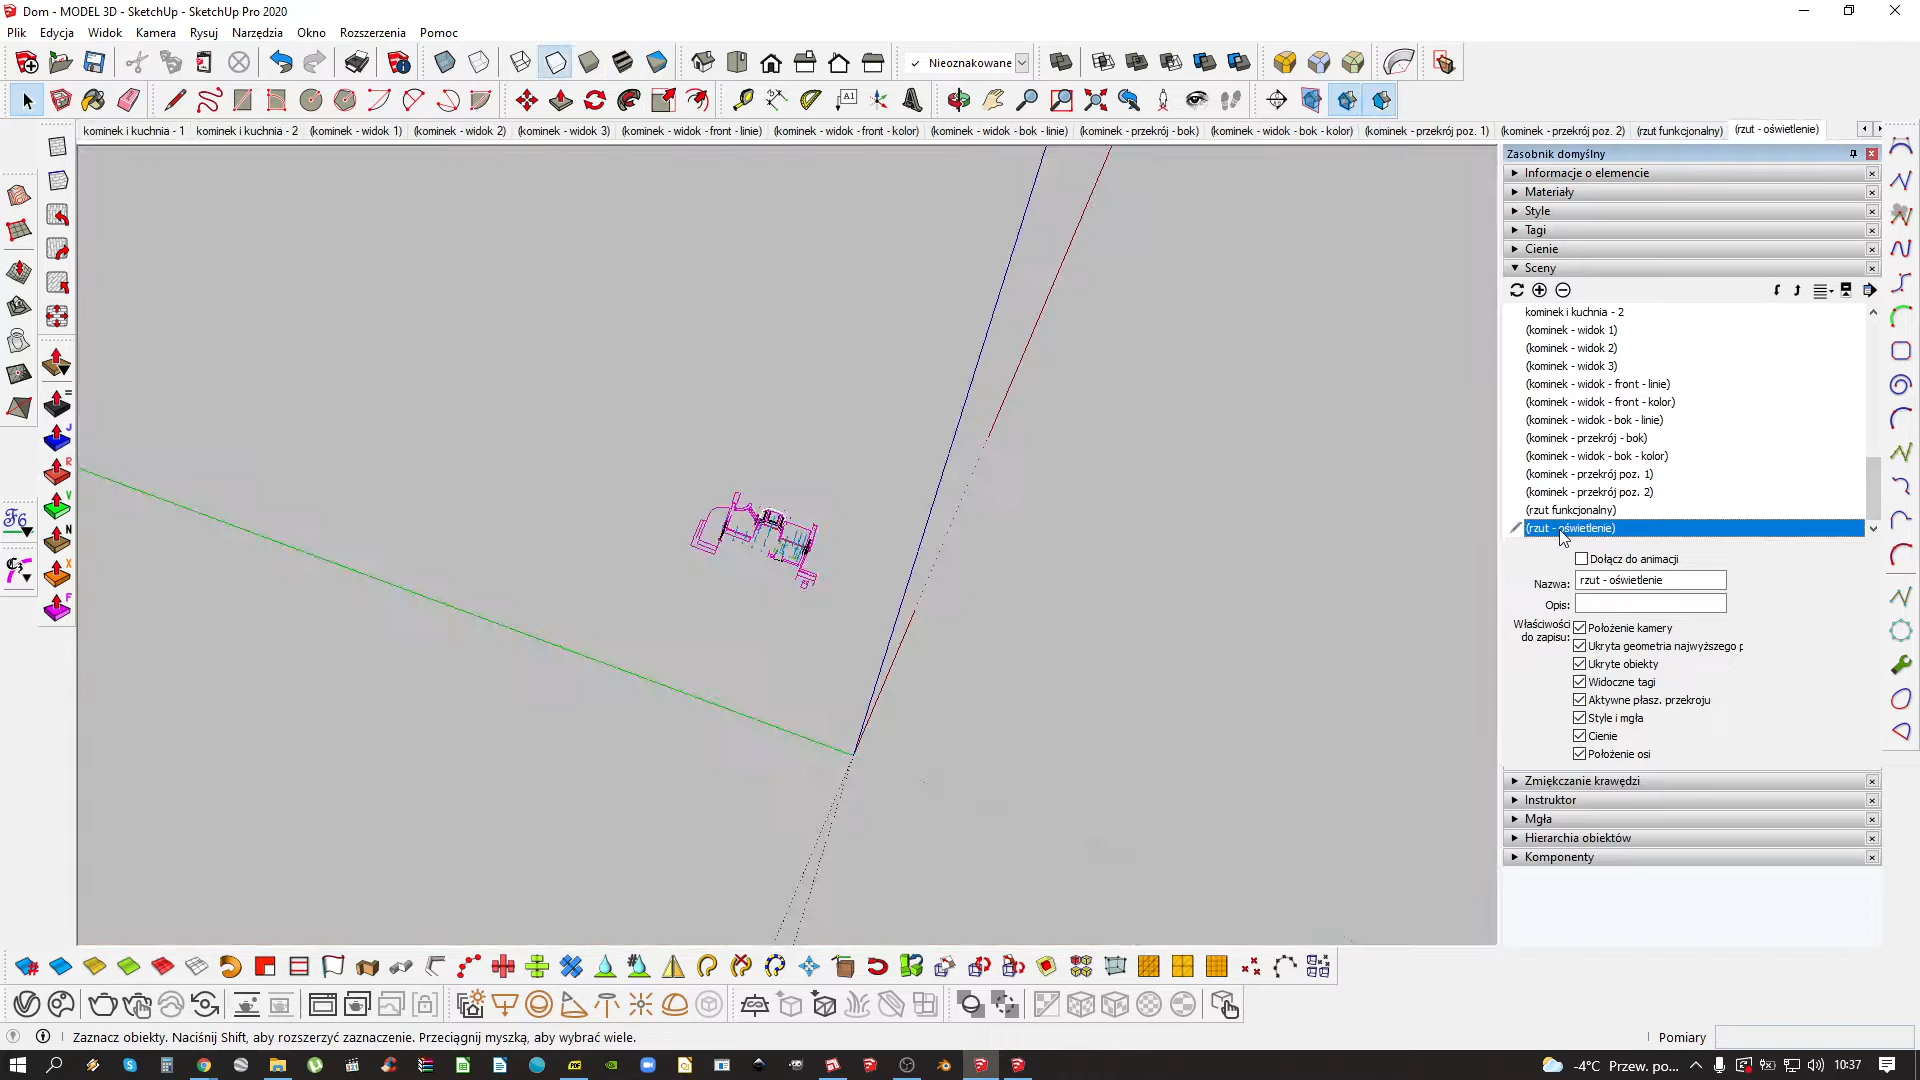 Dom - MODEL 3D - SketchUp - SketchUp Pro 2020
Plik Edycja Widok Kamera Rysuj Narzędzia Okno Rozszerzenia Pomoc
Nieoznakowane
A1
kominek i kuchnia - 1 kominek i kuchnia - 2 (kominek - widok 1) (kominek - widok 2) (kominek - widok 3) (kominek - widok - front - linie) (kominek - widok - front - kolor) (kominek - widok - bok - linie) (kominek - przekrój - bok) (kominek - widok - bok - kolor) (kominek - przekrój poz. 1) (kominek - przekrój poz. 2) (rzut funkcjonalny) (rzut - oświetlenie)
Zasobnik domyślny
Informacje o elemencie
Materiały
Style
Tagi
Cienie
Sceny
kominek i kuchnia - 2
(kominek - widok 1)
(kominek - widok 2)
(kominek - widok 3)
(kominek - widok - front - linie)
(kominek - widok - front - kolor)
(kominek - widok - bok - linie)
(kominek - przekrój - bok)
(kominek - widok - bok - kolor)
(kominek - przekrój poz. 1)
(kominek - przekrój poz. 2)
(rzut funkcjonalny)
(rzut - oświetlenie)
Dołącz do animacji
Nazwa: rzut - oświetlenie
Opis:
Właściwości do zapisu:
Położenie kamery
Ukryta geometria najwyższego p
Ukryte obiekty
Widoczne tagi
Aktywne płasz. przekroju
Style i mgła
Cienie
Położenie osi
Zmiękczanie krawędzi
Instruktor
Mgła
Hierarchia obiektów
Komponenty
J
R
V
N
X
F
F6
Zaznacz obiekty. Naciśnij Shift, aby rozszerzyć zaznaczenie. Przeciągnij myszką, aby wybrać wiele.
Pomiary
-4°C Przew. po... 10:37